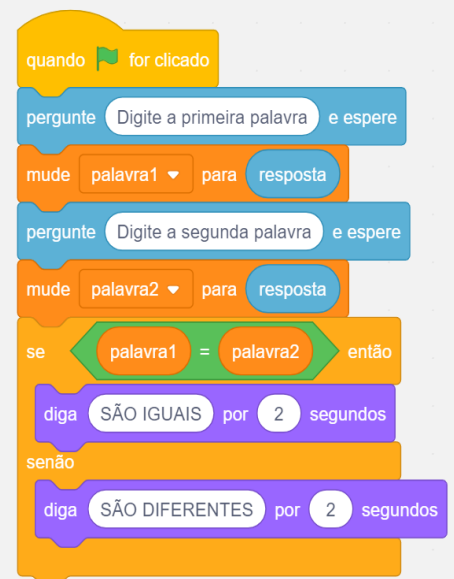 quando for clicado
pergunte Digite a primeira palavra e espere
mude palavra1 para resposta
pergunte Digite a segunda palavra e espere
mude palavra2 para resposta
se palavra1 = palavra2 então
diga SÃO IGUAIS por 2 segundos
senão
diga SÃO DIFERENTES por 2 segundos